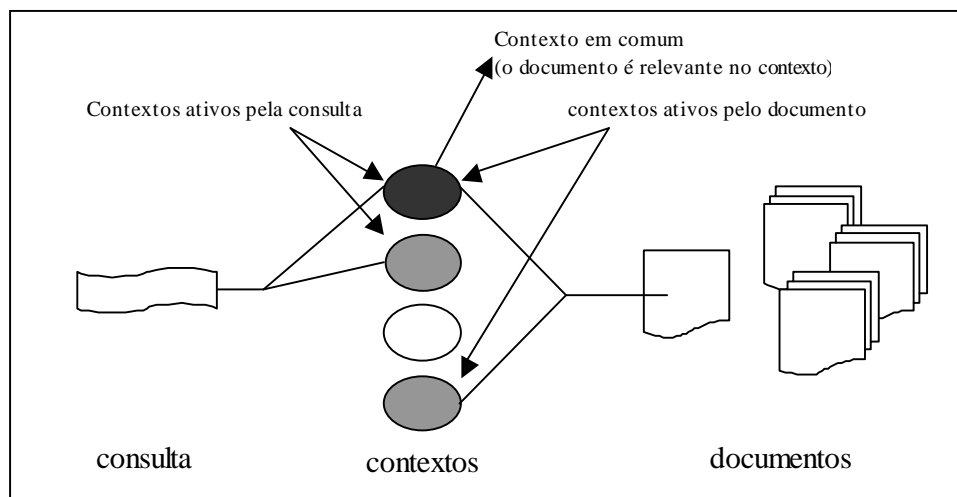 Contexto em comum
(o documento é relevante no contexto)
Contextos ativos pela consulta
contextos ativos pelo documento
consulta
contextos
documentos